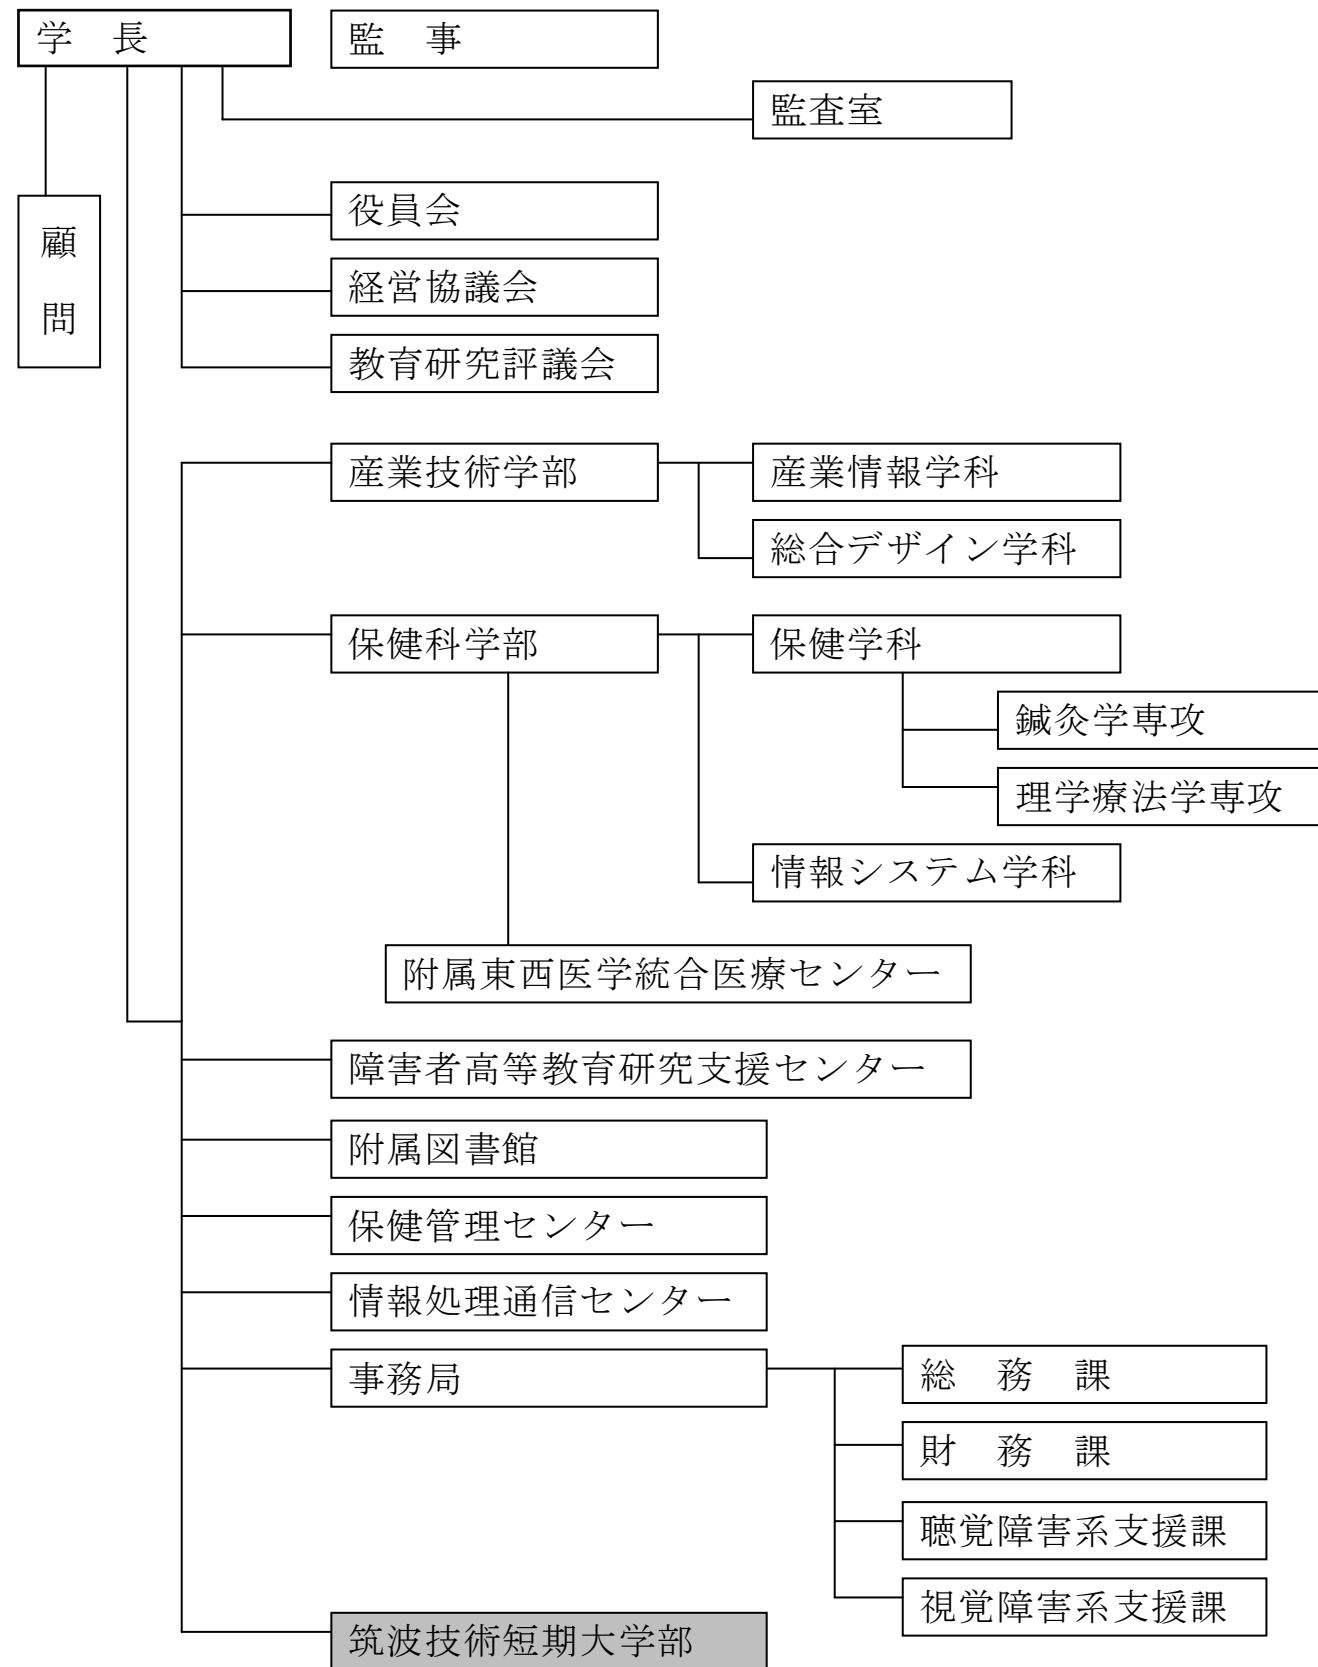 学　長
監　事
監査室
顧
問
役員会
経営協議会
教育研究評議会
産業技術学部
産業情報学科
総合デザイン学科
保健科学部
保健学科
鍼灸学専攻
理学療法学専攻
情報システム学科
附属東西医学統合医療センター
障害者高等教育研究支援センター
附属図書館
保健管理センター
情報処理通信センター
事務局
総　務　課
財　務　課
聴覚障害系支援課
視覚障害系支援課
筑波技術短期大学部